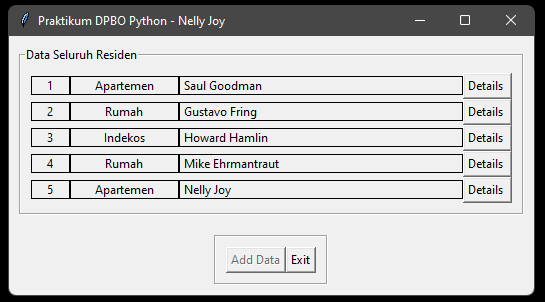 Praktikum DPBO Python - Nelly Joy
Data Seluruh Residen
1 Apartemen Saul Goodman Details
2 Rumah Gustavo Fring Details
3 Indekos Howard Hamlin Details
4 Rumah Mike Ehrmantraut Details
5 Apartemen Nelly Joy Details
Add Data Exit